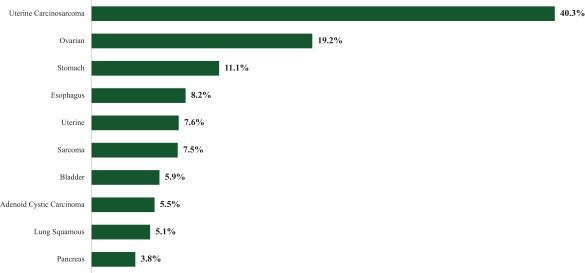 Uterine Carcinosarcoma 40.3%
Ovarian 19.2%
Stomach 11.1%
Esophagus 8.2%
Uterine 7.6%
Sarcoma 7.5%
Bladder 5.9%
Adenoid Cystic Carcinoma 5.5%
Lung Squamous 5.1%
Pancreas 3.8%